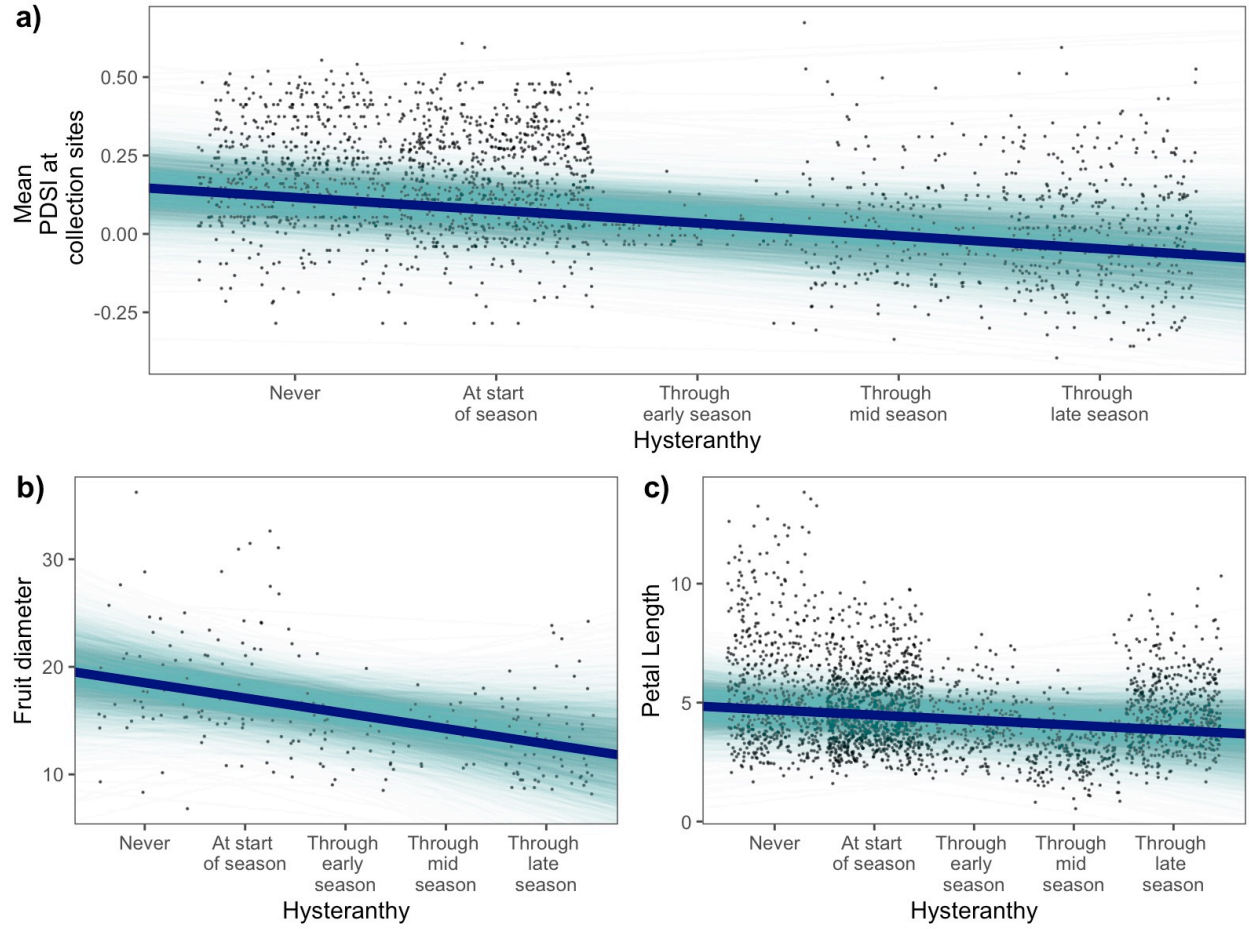 a)
Mean
PDSI at
collection sites
0.50
0.25
0.00
-0.25
Never
At start
of season
Through
early season
Through
mid season
Through
late season
Hysteranthy
b)
Fruit diameter
30
20
10
Never
At start
of season
Through
early
season
Through
mid
season
Through
late
season
Hysteranthy
c)
Petal Length
10
5
0
Never
At start
of season
Through
early
season
Through
mid
season
Through
late
season
Hysteranthy